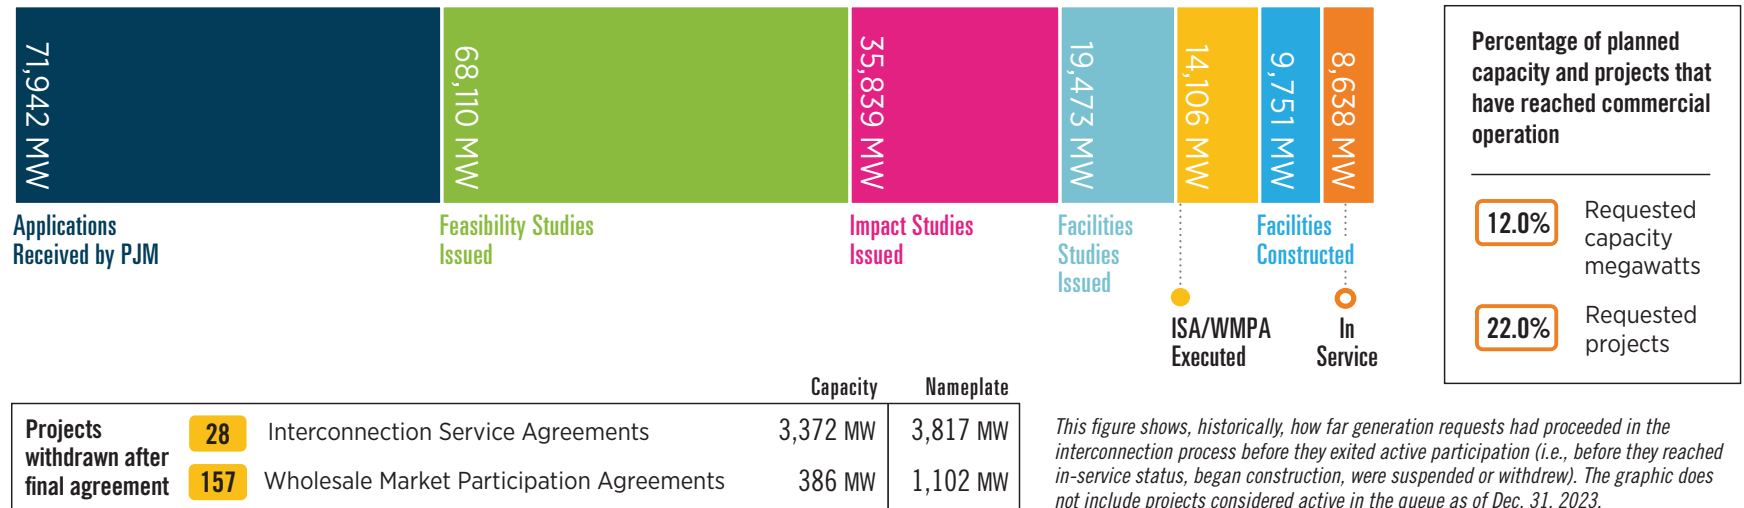 71,942 MW
68,110 MW
35,839 MW
19,473 MW
14,106 MW
9,751 MW
8,638 MW
Applications
Received by PJM
Feasibility Studies
Issued
Impact Studies
Issued
Facilities
Studies
Issued
ISA/WMPA
Executed
Facilities
Constructed
In
Service
Percentage of planned
capacity and projects that
have reached commercial
operation
12.0%
Requested
capacity
megawatts
22.0%
Requested
projects
Capacity Nameplate
Projects
withdrawn after
final agreement
28 Interconnection Service Agreements 3,372 MW 3,817 MW
157 Wholesale Market Participation Agreements 386 MW 1,102 MW
This figure shows, historically, how far generation requests had proceeded in the
interconnection process before they exited active participation (i.e., before they reached
in-service status, began construction, were suspended or withdrew). The graphic does
not include projects considered active in the queue as of Dec. 31, 2023.